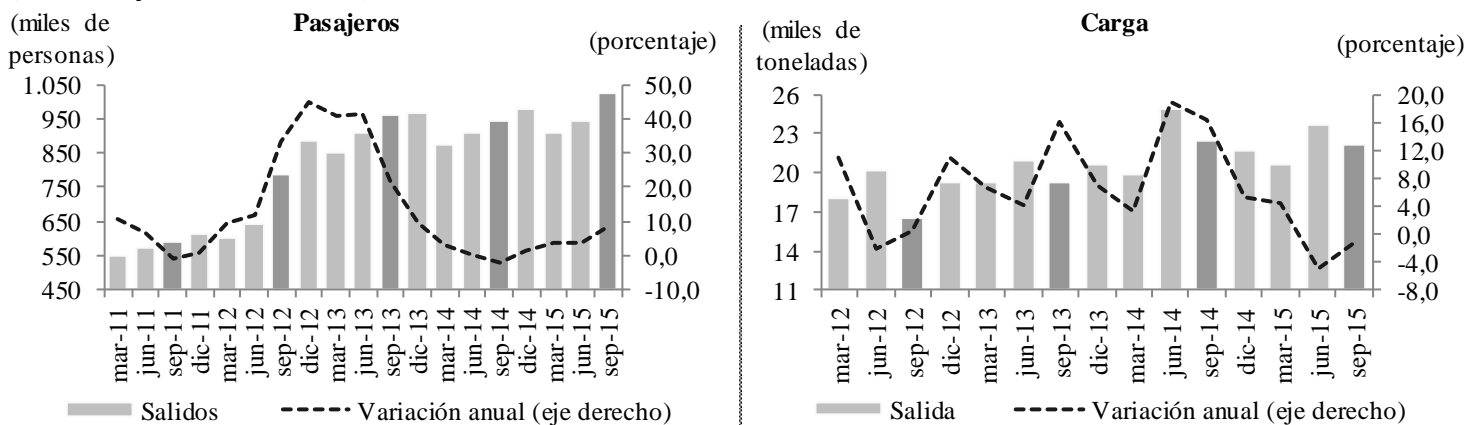 (miles de personas)
Pasajeros
(porcentaje)
1.050
950
850
750
650
550
450
50,0
40,0
30,0
20,0
10,0
0,0
-10,0
mar-11
jun-11
sep-11
dic-11
mar-12
jun-12
sep-12
dic-12
mar-13
jun-13
sep-13
dic-13
mar-14
jun-14
sep-14
dic-14
mar-15
jun-15
sep-15
Salidos
Variación anual (eje derecho)
(miles de toneladas)
Carga
(porcentaje)
26
23
20
17
14
11
20,0
16,0
12,0
8,0
4,0
0,0
-4,0
-8,0
mar-12
jun-12
sep-12
dic-12
mar-13
jun-13
sep-13
dic-13
mar-14
jun-14
sep-14
dic-14
mar-15
jun-15
sep-15
Salida
Variación anual (eje derecho)